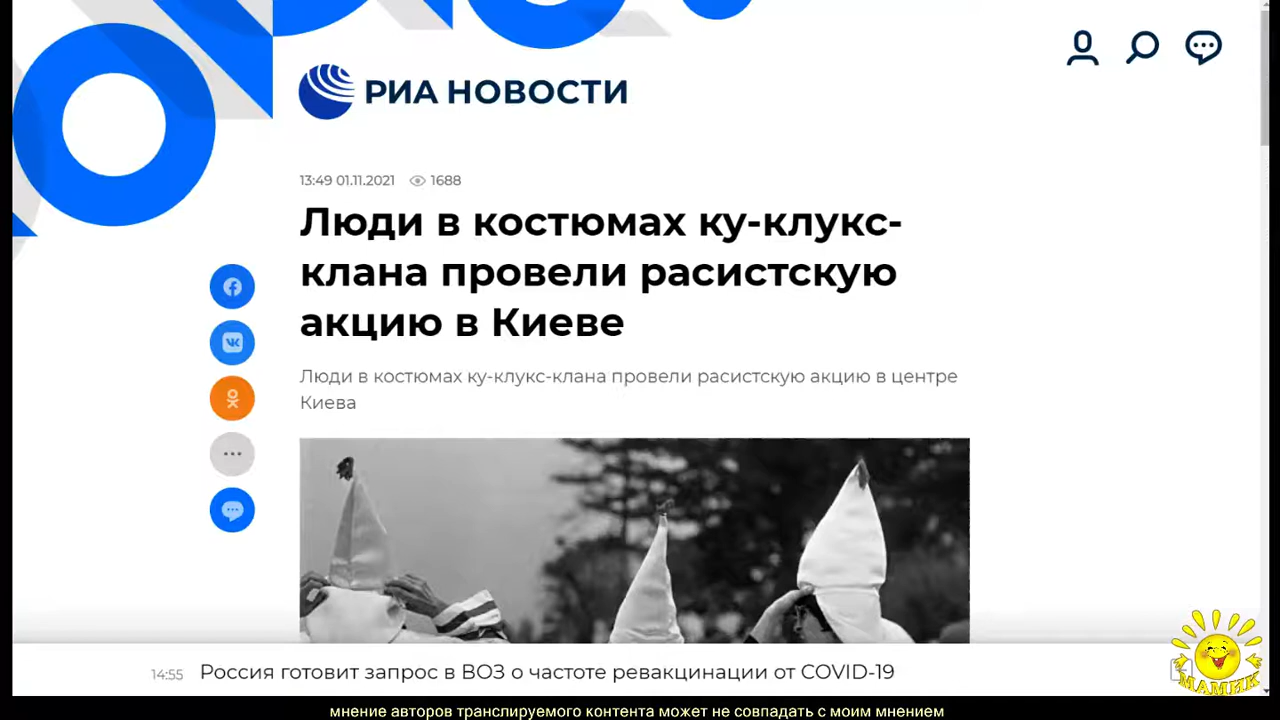 РИА НОВОСТИ
13:49 01.11.2021 1688
Люди в костюмах ку-клукс-
клана провели расистскую
акцию в Киеве
Люди в костюмах ку-клукс-клана провели расистскую акцию в центре
Киева
14:55 Россия готовит запрос в ВОЗ о частоте ревакцинации от COVID-19
МАМИК
мнение авторов транслируемого контента может не совпадать с моим мнением